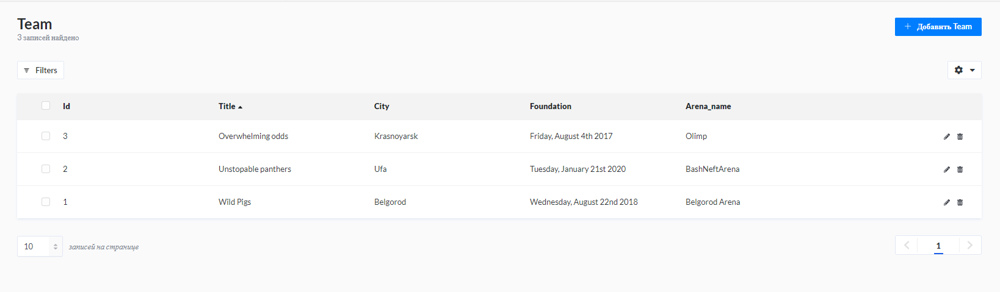 Team
3 записей найдено
Добавить Team
Filters
Id Title City Foundation Arena_name
3 Overwhelming odds Krasnoyarsk Friday, August 4th 2017 Olimp
2 Unstopable panthers Ufa Tuesday, January 21st 2020 BashNeftArena
1 Wild Pigs Belgorod Wednesday, August 22nd 2018 Belgorod Arena
10 записей на странице
1